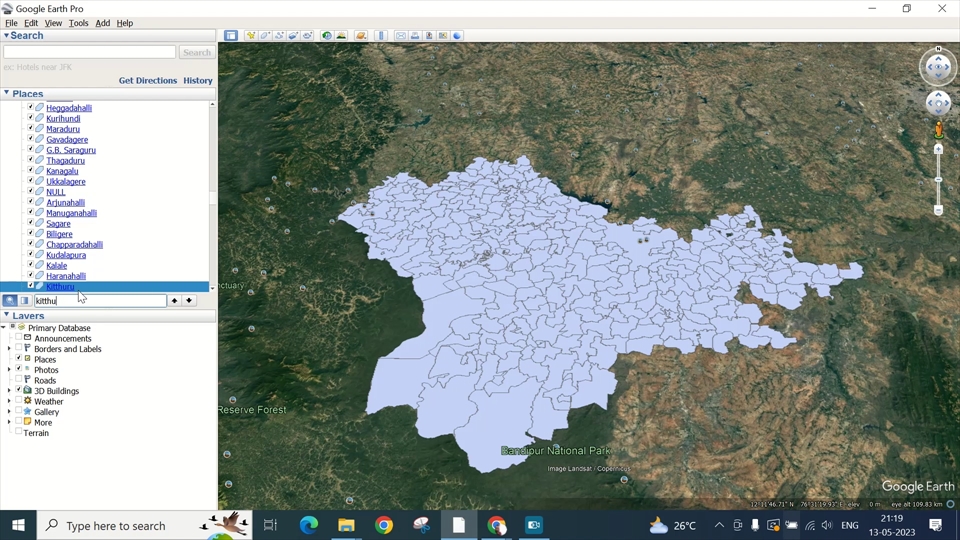 Google Earth Pro
File Edit View Tools Add Help
Search
Search
ex: Hotels near JFK
Get Directions History
Places
Heggadahalli
Kurihundi
Maraduru
Gavadagere
G.B. Saraguru
Thagaduru
Kanagalu
Ukkalagere
NULL
Arjunahalli
Manuganahalli
Sagare
Biligere
Chapparadahalli
Kudalapura
Kalale
Haranahalli
Kitthuru
kitthu
Layers
Primary Database
Announcements
Borders and Labels
Places
Photos
Roads
3D Buildings
Weather
Gallery
More
Terrain
nctuary
Reserve Forest
Bandipur National Park
Image Landsat / Copernicus
Google Earth
12°11'46.71" N 76°31'19.93" E elev 0 m eye alt 109.83 km
N
Type here to search
26°C
ENG
21:19
13-05-2023